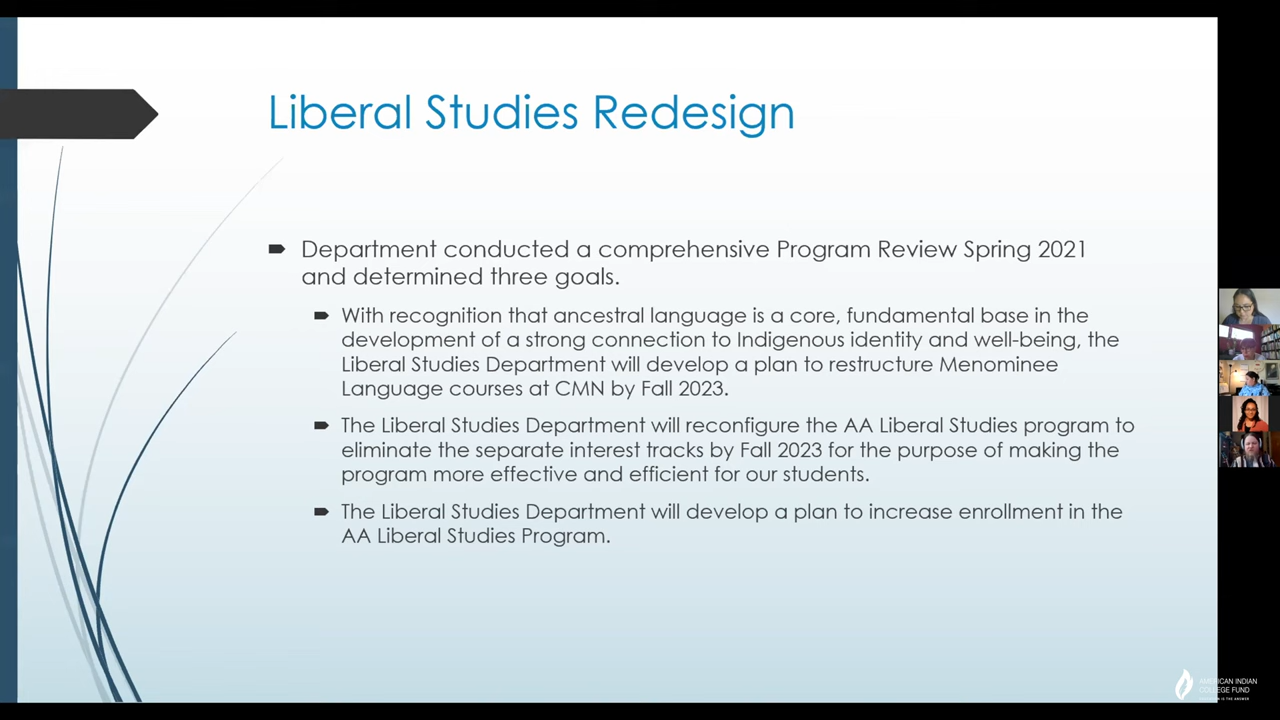 Liberal Studies Redesign
Department conducted a comprehensive Program Review Spring 2021
and determined three goals.
With recognition that ancestral language is a core, fundamental base in the
development of a strong connection to Indigenous identity and well-being, the
Liberal Studies Department will develop a plan to restructure Menominee
Language courses at CMN by Fall 2023.
The Liberal Studies Department will reconfigure the AA Liberal Studies program to
eliminate the separate interest tracks by Fall 2023 for the purpose of making the
program more effective and efficient for our students.
The Liberal Studies Department will develop a plan to increase enrollment in the
AA Liberal Studies Program.
AMERICAN INDIAN
COLLEGE FUND
EDUCATION IS THE ANSWER